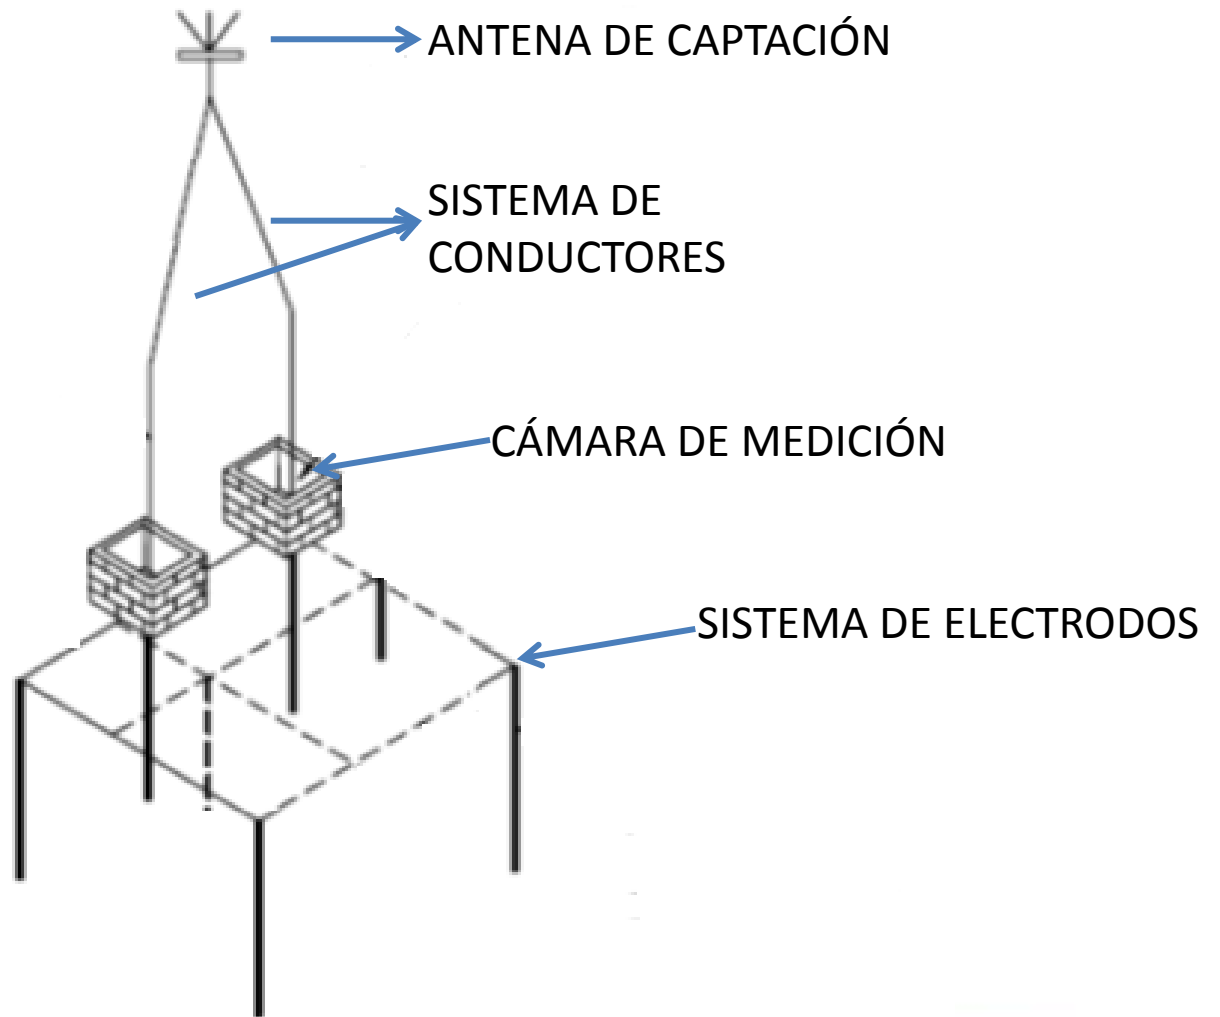 ANTENA DE CAPTACIÓN
SISTEMA DE
CONDUCTORES
CÁMARA DE MEDICIÓN
SISTEMA DE ELECTRODOS